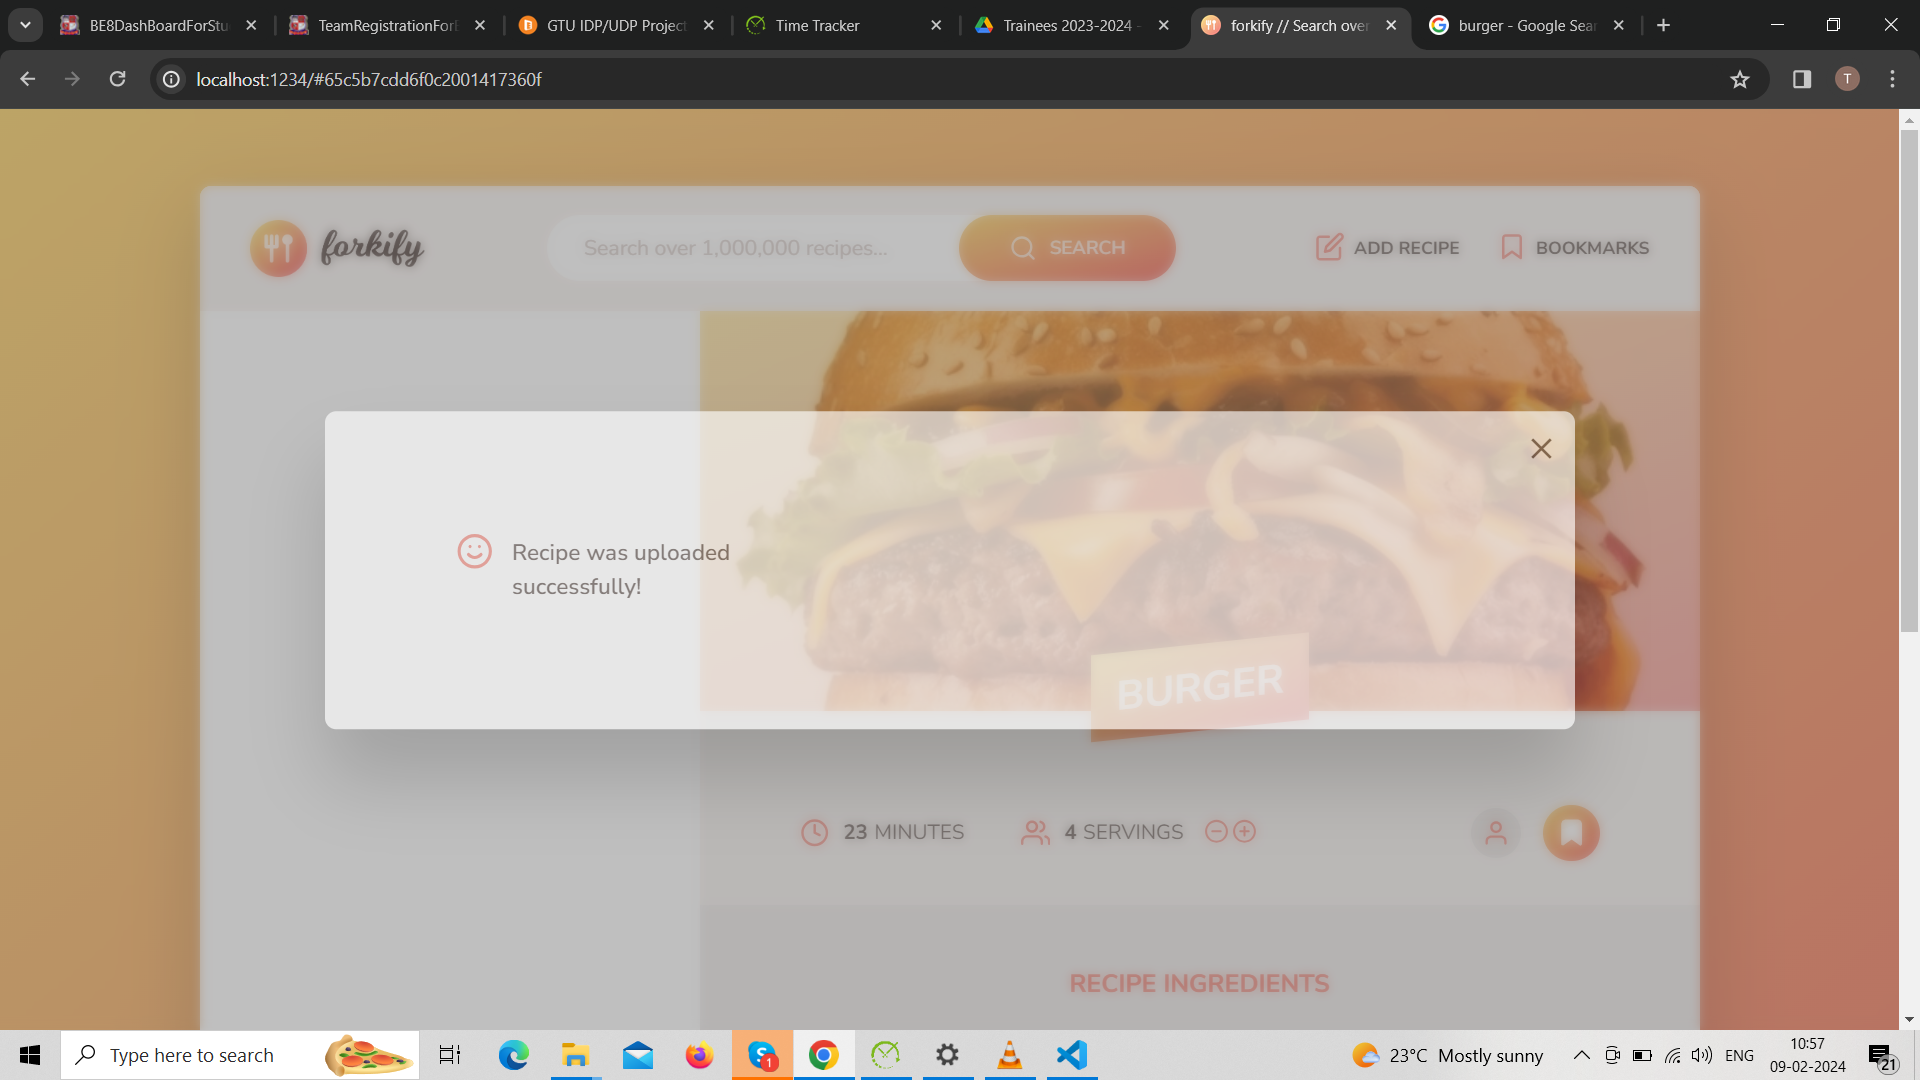 BE8DashBoardForStu
TeamRegistrationForI
GTU IDP/UDP Project
Time Tracker
Trainees 2023-2024 -
forkify // Search over
burger - Google Sear
localhost:1234/#65c5b7cdd6f0c2001417360f
T
forkify
Search over 1,000,000 recipes...
SEARCH
ADD RECIPE
BOOKMARKS
Recipe was uploaded
successfully!
BURGER
23 MINUTES
4 SERVINGS
RECIPE INGREDIENTS
Type here to search
S
1
23°C Mostly sunny
ENG
10:57
09-02-2024
21